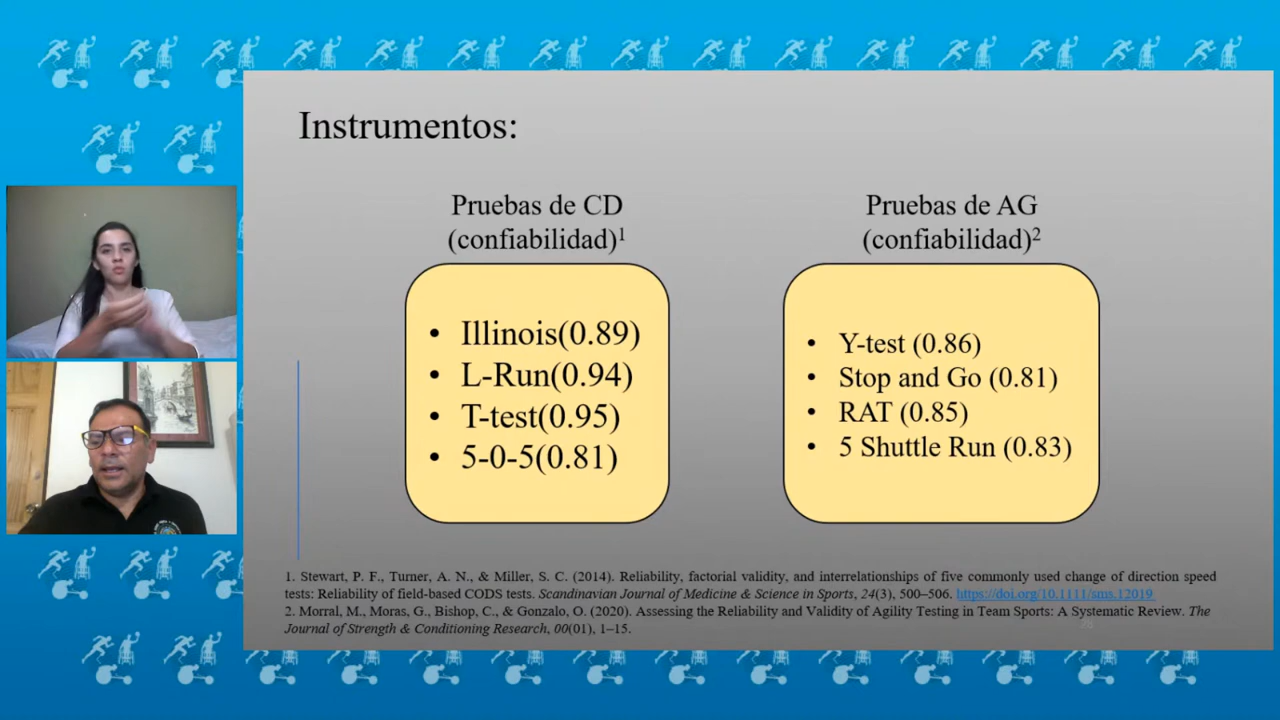 Instrumentos:
Pruebas de CD
(confiabilidad)1
• Illinois(0.89)
• L-Run(0.94)
• T-test(0.95)
• 5-0-5(0.81)
Pruebas de AG
(confiabilidad)2
• Y-test (0.86)
• Stop and Go (0.81)
• RAT (0.85)
• 5 Shuttle Run (0.83)
1. Stewart, P. F., Turner, A. N., & Miller, S. C. (2014). Reliability, factorial validity, and interrelationships of five commonly used change of direction speed
tests: Reliability of field-based CODS tests. Scandinavian Journal of Medicine & Science in Sports, 24(3), 500–506. https://doi.org/10.1111/sms.12019
2. Morral, M., Moras, G., Bishop, C., & Gonzalo, O. (2020). Assessing the Reliability and Validity of Agility Testing in Team Sports: A Systematic Review. The
Journal of Strength & Conditioning Research, 00(01), 1–15.